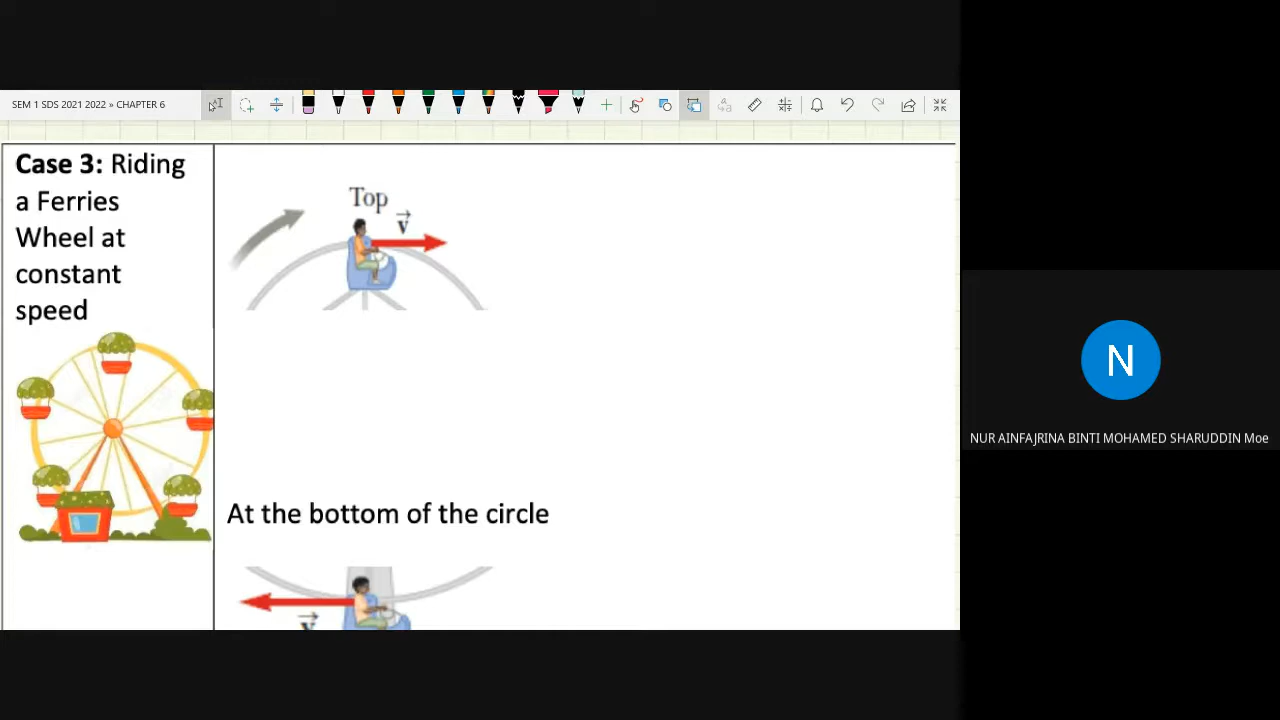 SEM 1 SDS 2021 2022 » CHAPTER 6
Case 3: Riding
a Ferries
Wheel at
constant
speed
Top
v
At the bottom of the circle
v
N
NUR AINFAJRINA BINTI MOHAMED SHARUDDIN Moe